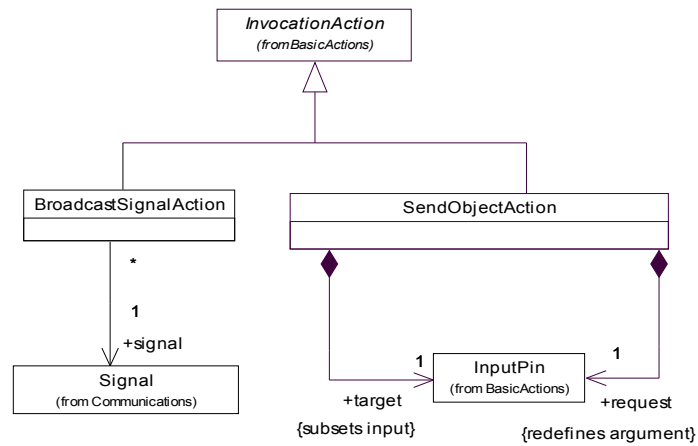 InvocationAction
(fromBasicActions)
BroadcastSignalAction
SendObjectAction
*
1
+signal
Signal
(from Communications)
1
InputPin
(from BasicActions)
1
+target
{subsets input}
+request
{redefines argument}